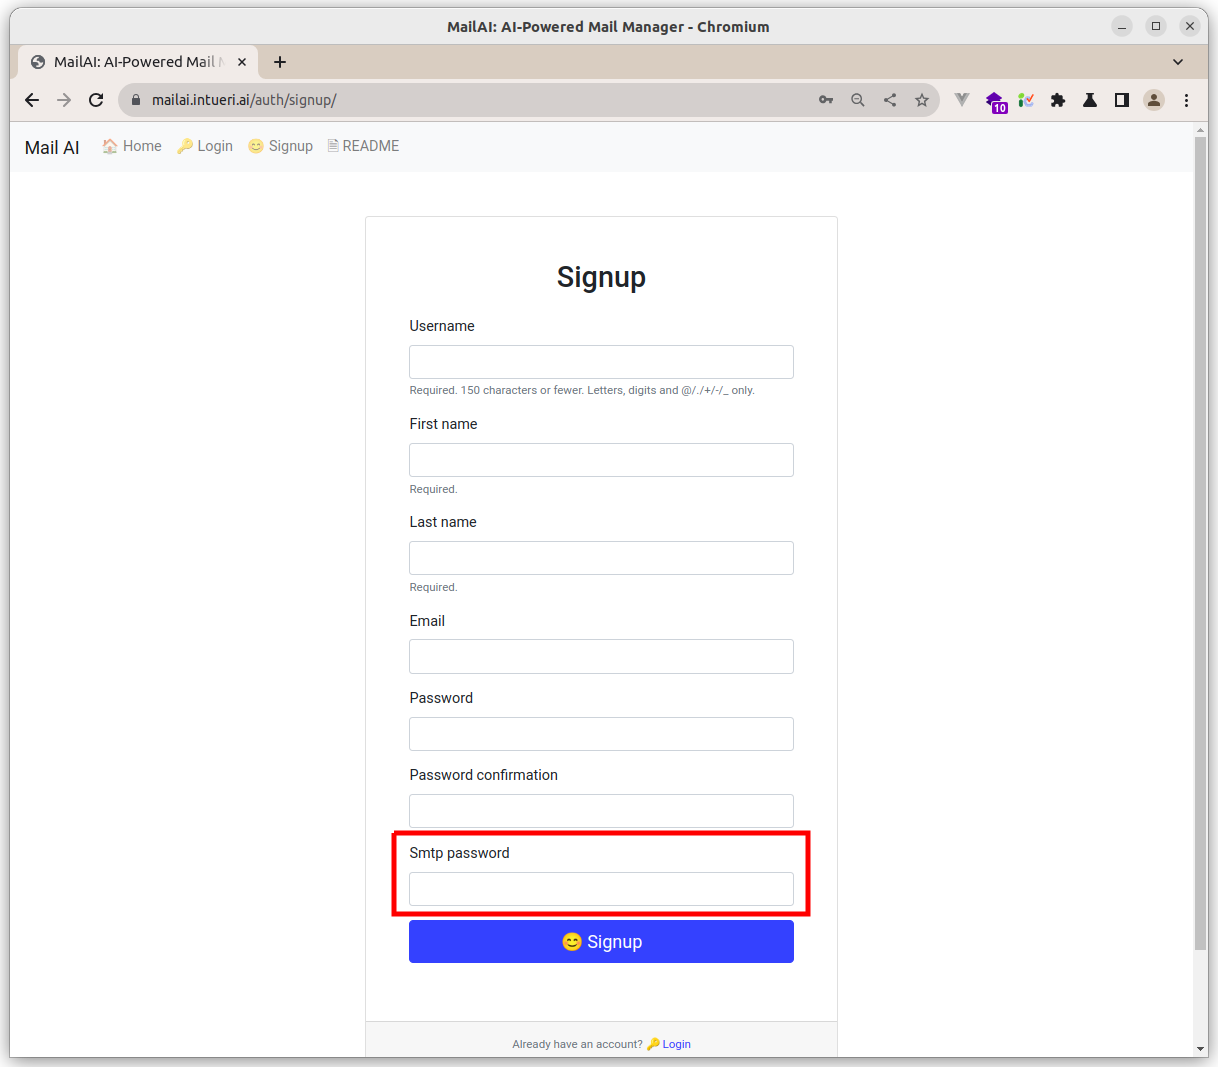 MailAI: AI-Powered Mail Manager - Chromium
MailAI: AI-Powered Mail
mailai.intueri.ai/auth/signup/
10
Mail AI Home Login Signup README
Signup
Username
Required. 150 characters or fewer. Letters, digits and @/./+/-/_ only.
First name
Required.
Last name
Required.
Email
Password
Password confirmation
Smtp password
Signup
Already have an account? Login